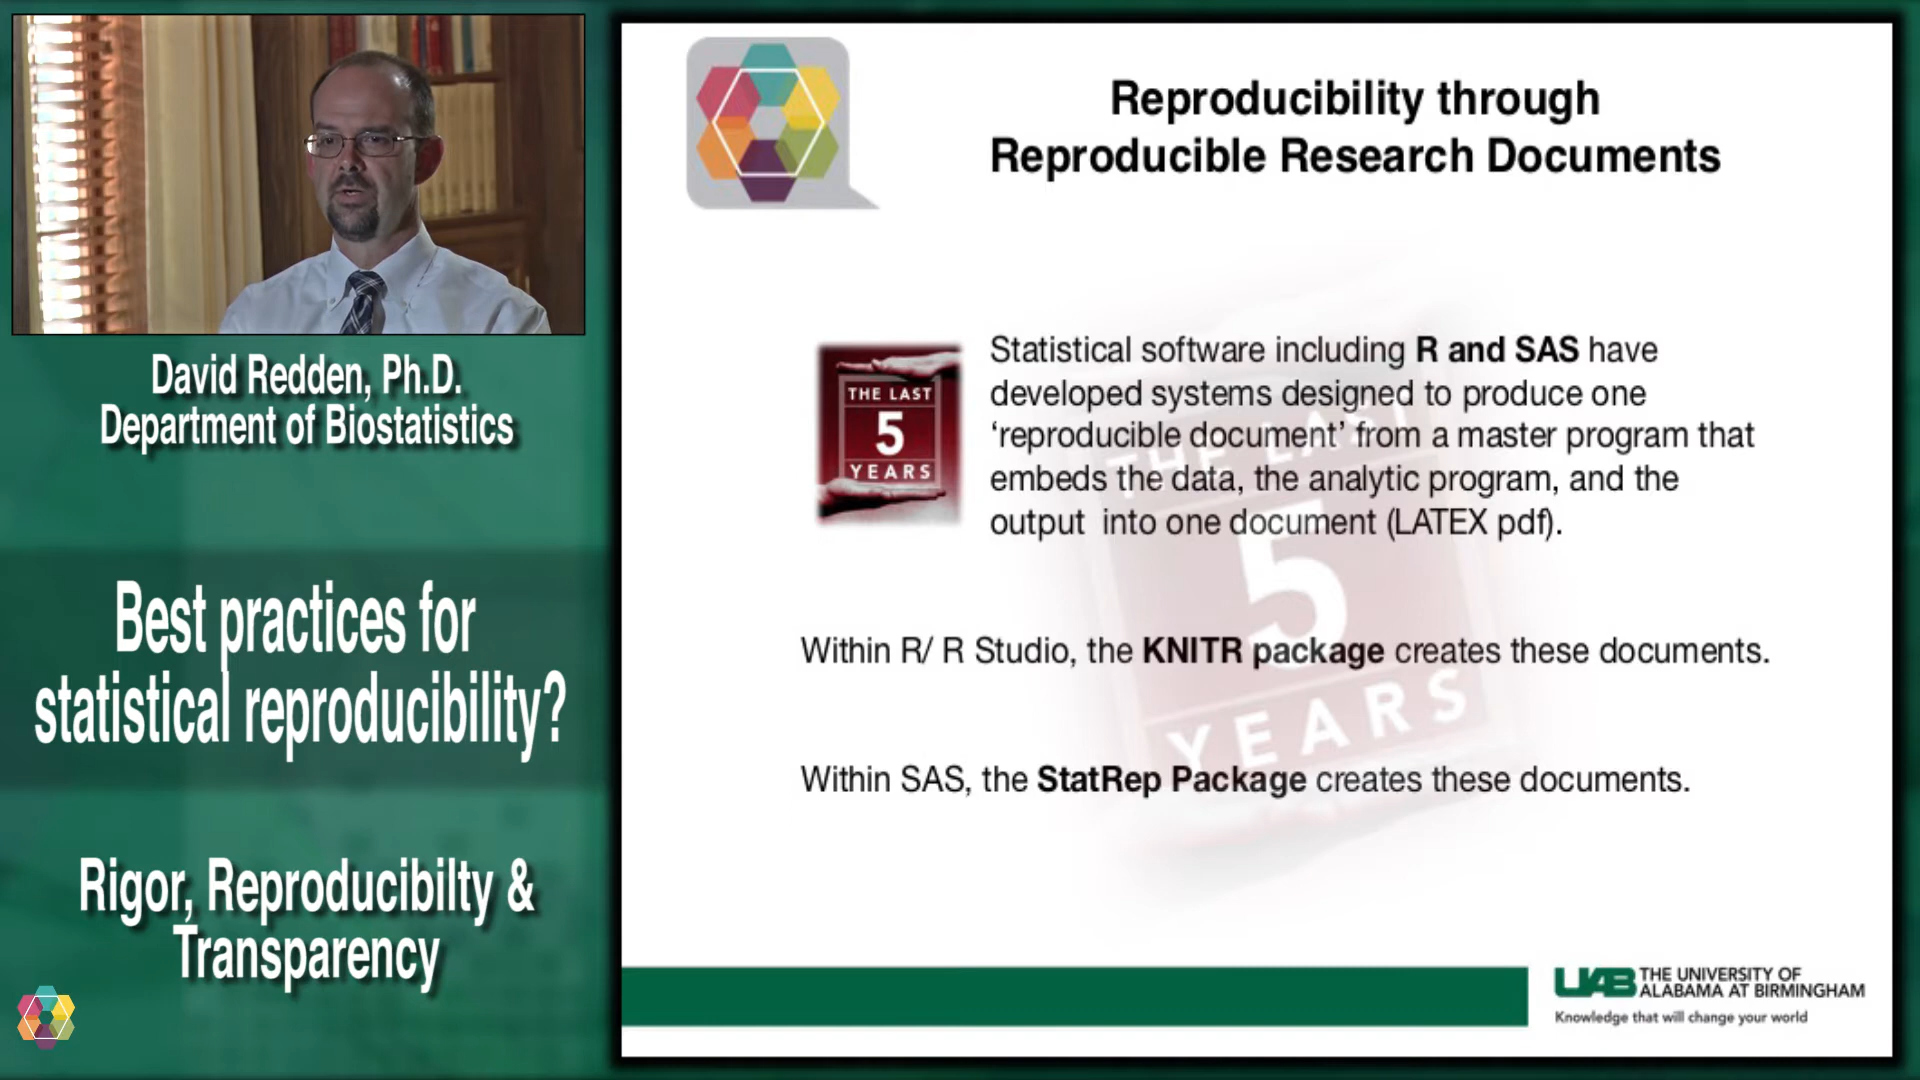 David Redden, Ph.D.
Department of Biostatistics
Best practices for
statistical reproducibility?
Rigor, Reproducibilty &
Transparency
Reproducibility through
Reproducible Research Documents
THE LAST
5
YEARS
Statistical software including R and SAS have
developed systems designed to produce one
‘reproducible document’ from a master program that
embeds the data, the analytic program, and the
output into one document (LATEX pdf).
THE LAST
5
YEARS
Within R/ R Studio, the KNITR package creates these documents.
Within SAS, the StatRep Package creates these documents.
UAB THE UNIVERSITY OF
ALABAMA AT BIRMINGHAM
Knowledge that will change your world